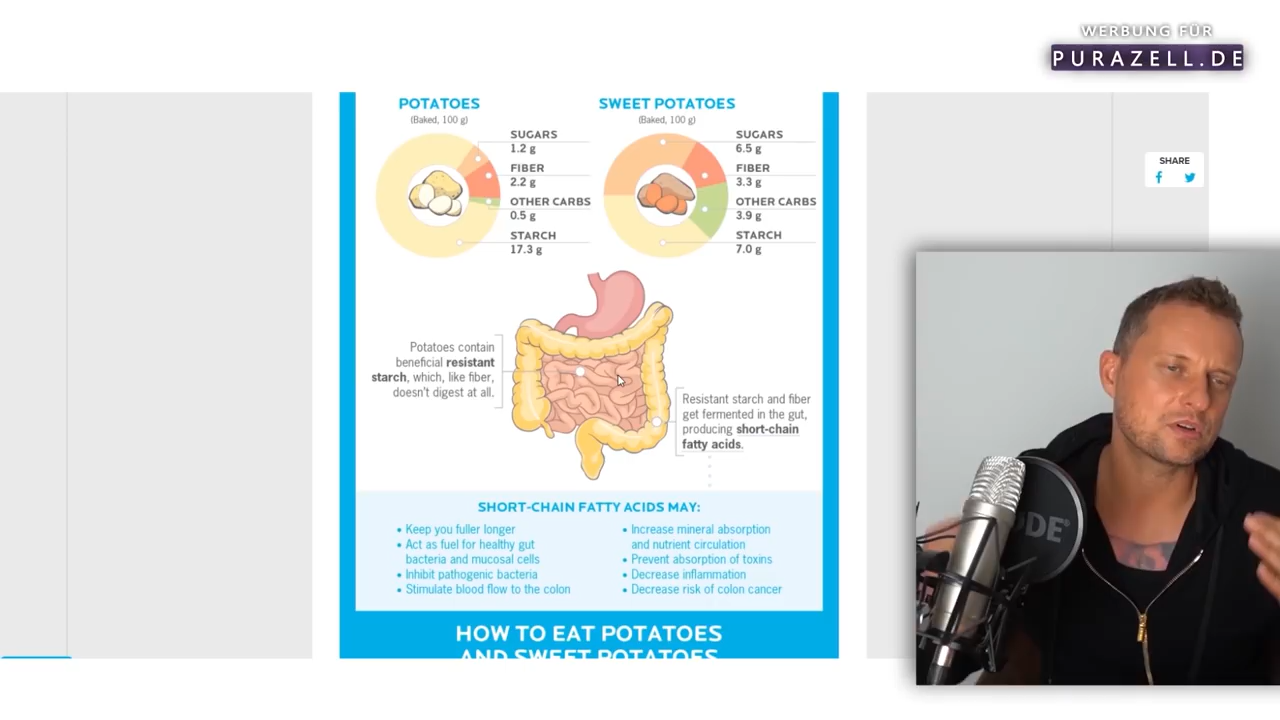 WERBUNG FÜR
PURAZELL.DE
POTATOES
(Baked, 100 g)
SUGARS
1.2 g
FIBER
2.2 g
OTHER CARBS
0.5 g
STARCH
17.3 g
SWEET POTATOES
(Baked, 100 g)
SUGARS
6.5 g
FIBER
3.3 g
OTHER CARBS
3.9 g
STARCH
7.0 g
SHARE
Potatoes contain
beneficial resistant
starch, which, like fiber,
doesn't digest at all.
Resistant starch and fiber
get fermented in the gut,
producing short-chain
fatty acids.
SHORT-CHAIN FATTY ACIDS MAY:
• Keep you fuller longer
• Act as fuel for healthy gut
bacteria and mucosal cells
• Inhibit pathogenic bacteria
• Stimulate blood flow to the colon
• Increase mineral absorption
and nutrient circulation
• Prevent absorption of toxins
• Decrease inflammation
• Decrease risk of colon cancer
HOW TO EAT POTATOES
AND SWEET POTATOES